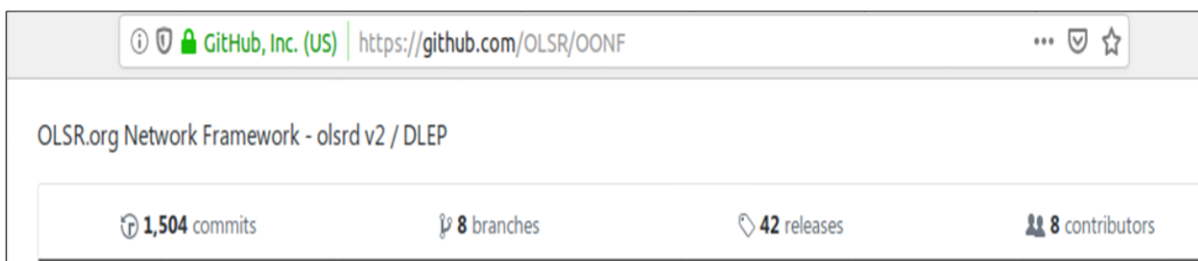 GitHub, Inc. (US) https://github.com/OLSR/OONF
OLSR.org Network Framework - olsrd v2 / DLEP
1,504 commits 8 branches 42 releases 8 contributors